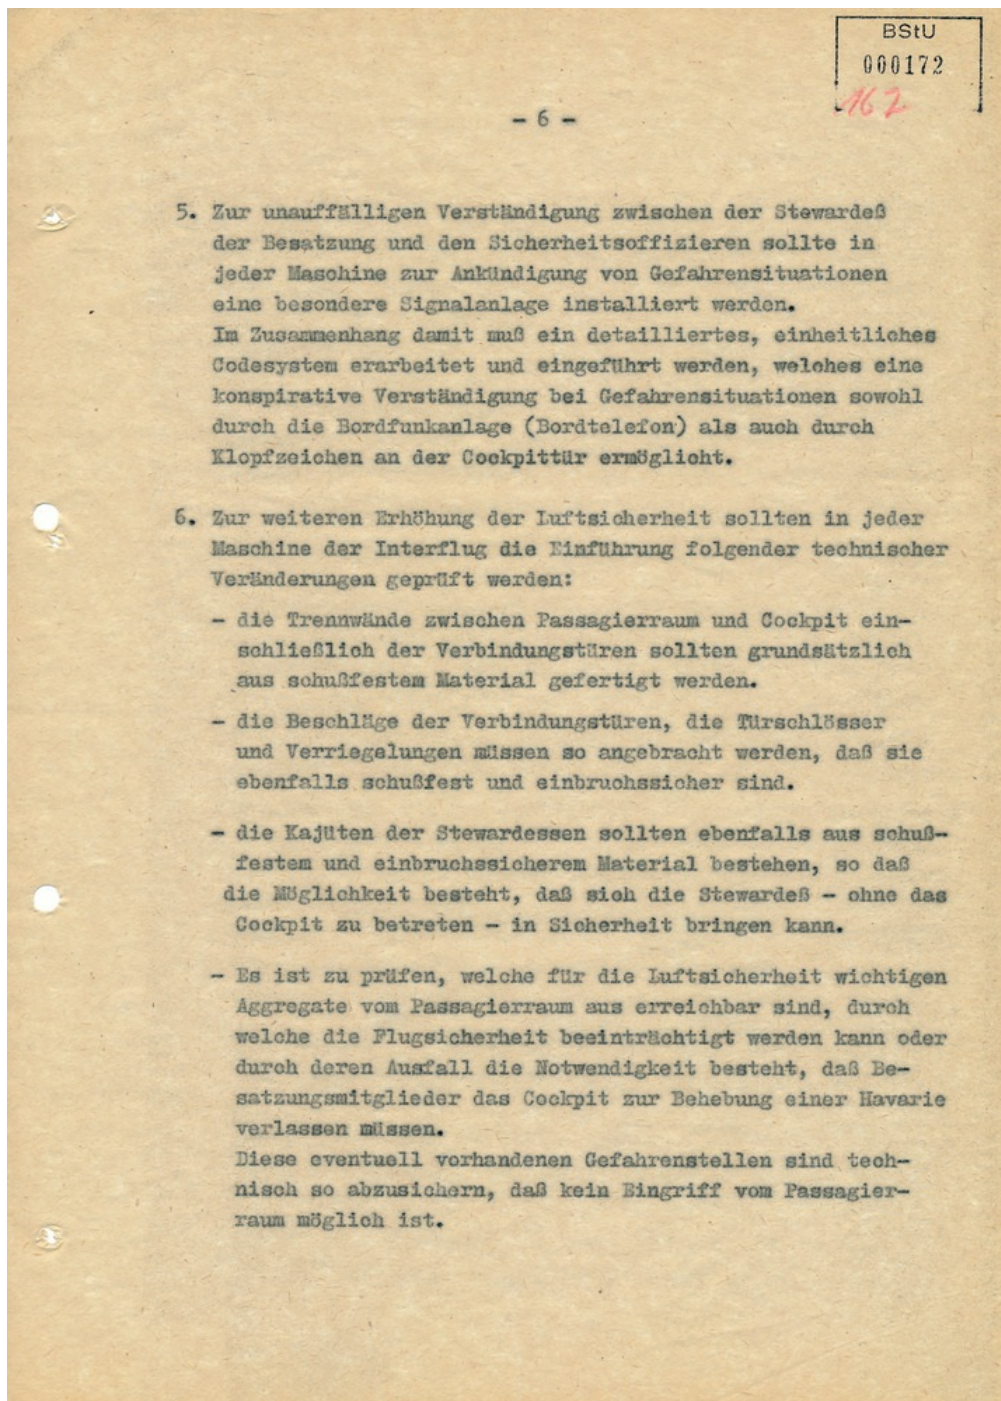 BStU
000172
162
- 6 -
5. Zur unauffälligen Verständigung zwischen der Stewardeß
der Besatzung und den Sicherheitsoffizieren sollte in
jeder Maschine zur Ankündigung von Gefahrensituationen
eine besondere Signalanlage installiert werden.
Im Zusammenhang damit muß ein detailliertes, einheitliches
Codesystem erarbeitet und eingeführt werden, welches eine
konspirative Verständigung bei Gefahrensituationen sowohl
durch die Bordfunkanlage (Bordtelefon) als auch durch
Klopfzeichen an der Cockpittür ermöglicht.
6. Zur weiteren Erhöhung der Luftsicherheit sollten in jeder
Maschine der Interflug die Einführung folgender technischer
Veränderungen geprüft werden:
- die Trennwände zwischen Passagierraum und Cockpit ein-
schließlich der Verbindungstüren sollten grundsätzlich
aus schußfestem Material gefertigt werden.
- die Beschläge der Verbindungstüren, die Türschlösser
und Verriegelungen müssen so angebracht werden, daß sie
ebenfalls schußfest und einbruchssicher sind.
- die Kajüten der Stewardessen sollten ebenfalls aus schuß-
festem und einbruchssicherem Material bestehen, so daß
die Möglichkeit besteht, daß sich die Stewardeß - ohne das
Cockpit zu betreten - in Sicherheit bringen kann.
- Es ist zu prüfen, welche für die Luftsicherheit wichtigen
Aggregate vom Passagierraum aus erreichbar sind, durch
welche die Flugsicherheit beeinträchtigt werden kann oder
durch deren Ausfall die Notwendigkeit besteht, daß Be-
satzungsmitglieder das Cockpit zur Behebung einer Havarie
verlassen müssen.
Diese eventuell vorhandenen Gefahrenstellen sind tech-
nisch so abzusichern, daß kein Eingriff vom Passagier-
raum möglich ist.